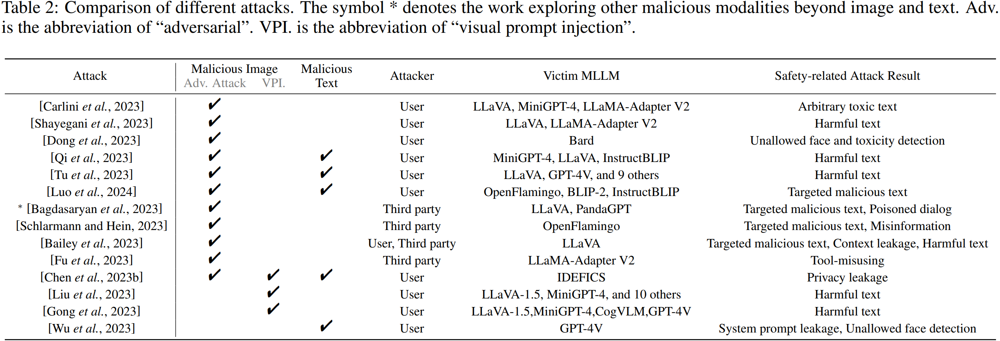 Table 2: Comparison of different attacks. The symbol * denotes the work exploring other malicious modalities beyond image and text. Adv.
is the abbreviation of “adversarial”. VPI. is the abbreviation of “visual prompt injection”.
Attack Malicious Image Malicious Text Attacker Victim MLLM Safety-related Attack Result
Adv. Attack VPI.
[Carlini et al., 2023] ✔ User LLaVA, MiniGPT-4, LLaMA-Adapter V2 Arbitrary toxic text
[Shayegani et al., 2023] ✔ User LLaVA, LLaMA-Adapter V2 Harmful text
[Dong et al., 2023] ✔ User Bard Unallowed face and toxicity detection
[Qi et al., 2023] ✔ ✔ User MiniGPT-4, LLaVA, InstructBLIP Harmful text
[Tu et al., 2023] ✔ ✔ User LLaVA, GPT-4V, and 9 others Harmful text
[Luo et al., 2024] ✔ ✔ User OpenFlamingo, BLIP-2, InstructBLIP Targeted malicious text
* [Bagdasaryan et al., 2023] ✔ Third party LLaVA, PandaGPT Targeted malicious text, Poisoned dialog
[Schlarmann and Hein, 2023] ✔ Third party OpenFlamingo Targeted malicious text, Misinformation
[Bailey et al., 2023] ✔ User, Third party LLaVA Targeted malicious text, Context leakage, Harmful text
[Fu et al., 2023] ✔ Third party LLaMA-Adapter V2 Tool-misusing
[Chen et al., 2023b] ✔ ✔ ✔ User IDEFICS Privacy leakage
[Liu et al., 2023] ✔ User LLaVA-1.5, MiniGPT-4, and 10 others Harmful text
[Gong et al., 2023] ✔ User LLaVA-1.5,MiniGPT-4,CogVLM,GPT-4V Harmful text
[Wu et al., 2023] ✔ User GPT-4V System prompt leakage, Unallowed face detection